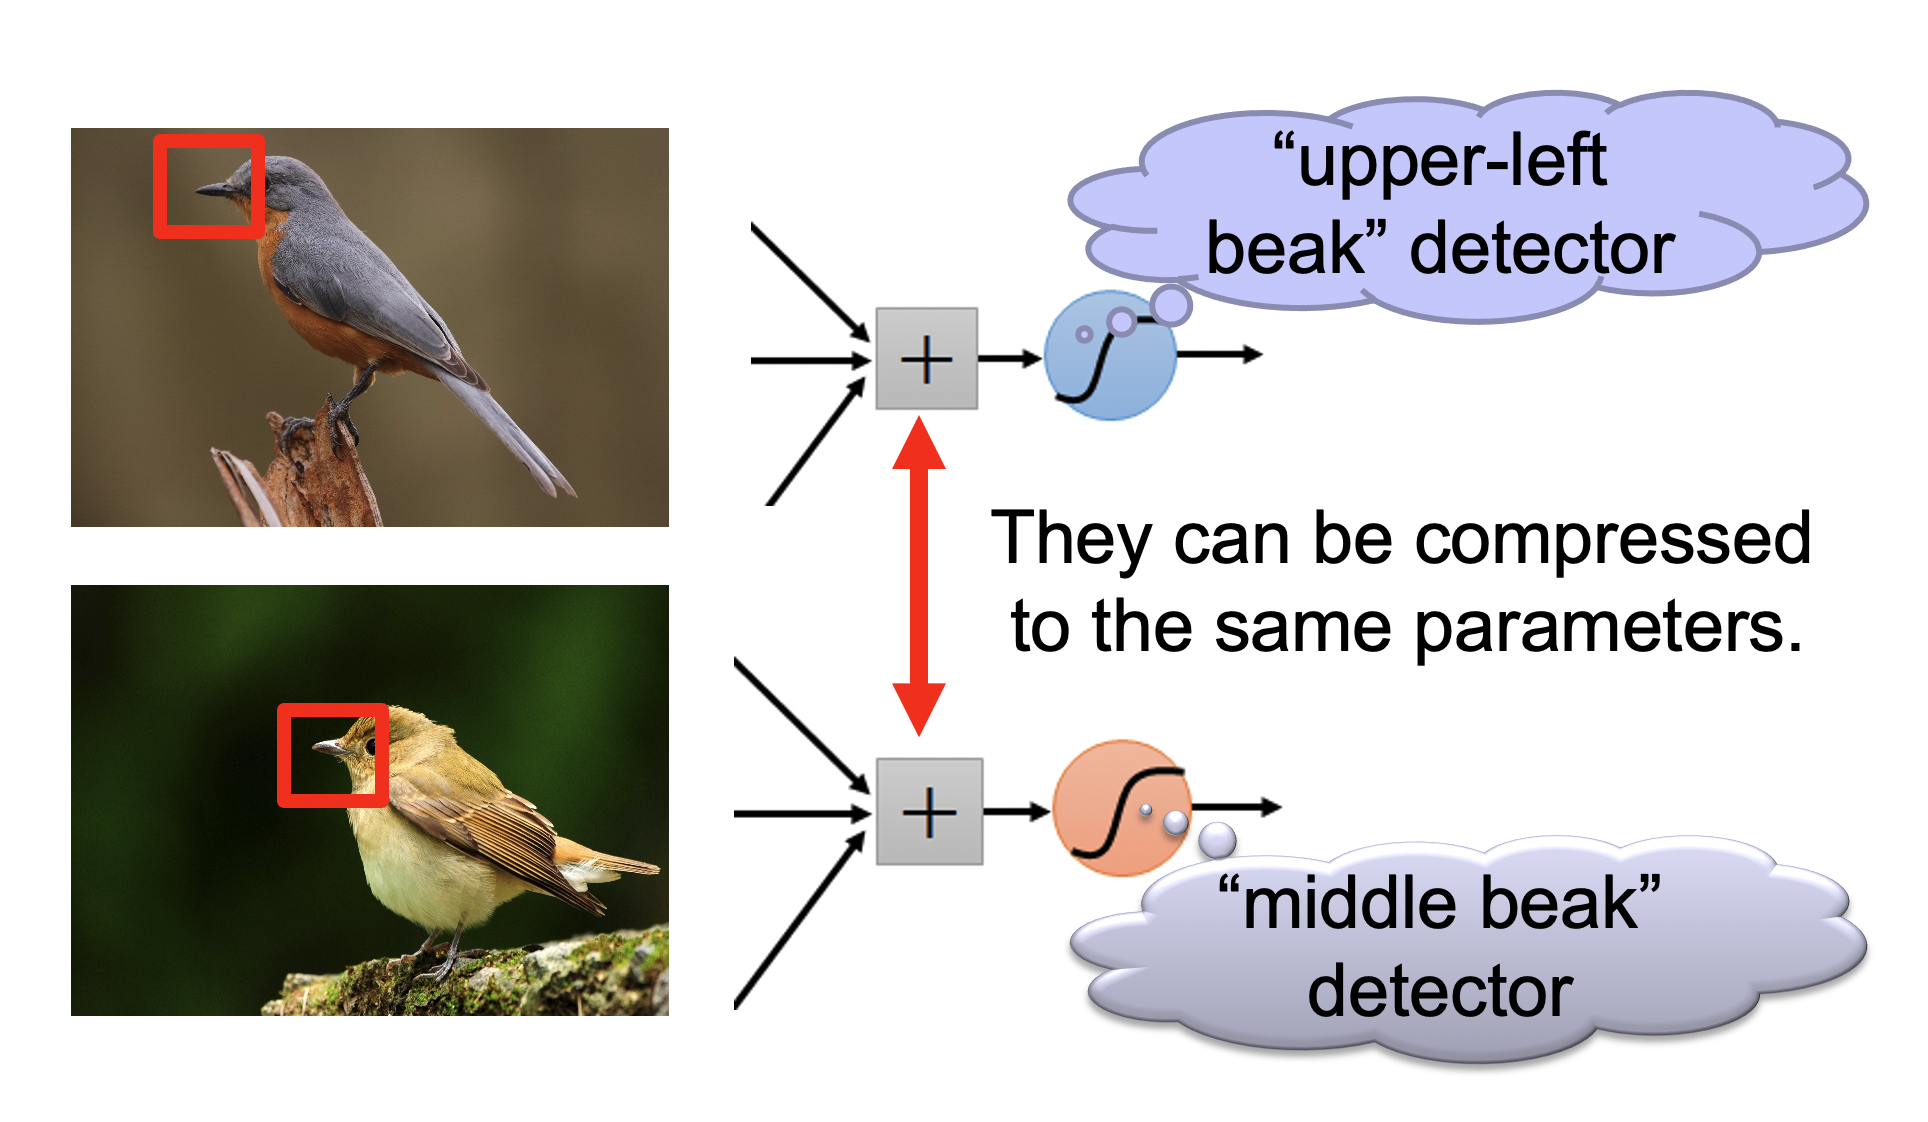 “upper-left
beak” detector
+
They can be compressed
to the same parameters.
+
“middle beak”
detector